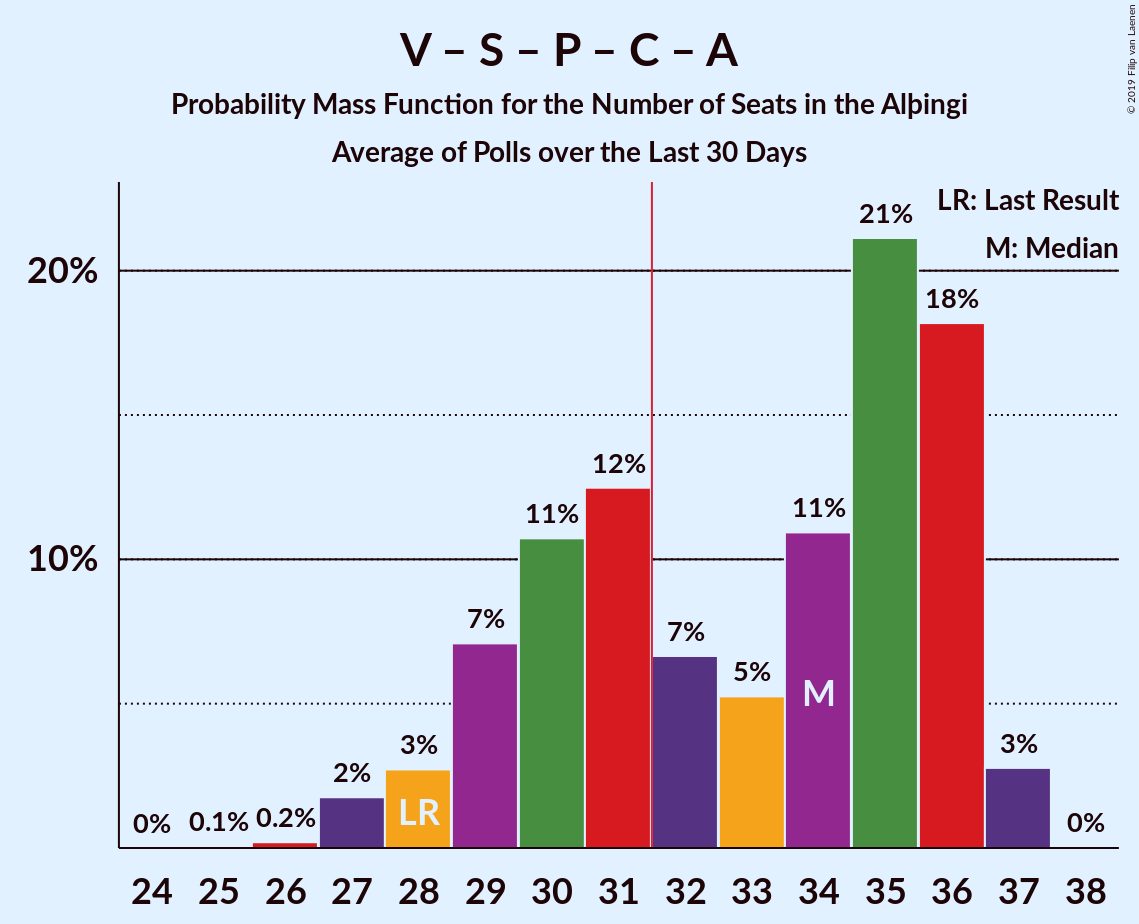 V – S – P – C – A
Probability Mass Function for the Number of Seats in the Alþingi
Average of Polls over the Last 30 Days
© 2019 Filip van Laenen
LR: Last Result
M: Median
20%
10%
0%
0.1%
0.2%
2%
3%
7%
11%
12%
7%
5%
11%
21%
18%
3%
0%
LR
M
24 25 26 27 28 29 30 31 32 33 34 35 36 37 38